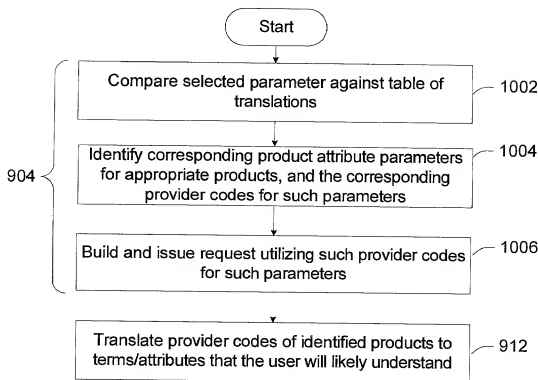 Start
Compare selected parameter against table of
translations
1002
Identify corresponding product attribute parameters
for appropriate products, and the corresponding
provider codes for such parameters
1004
904
Build and issue request utilizing such provider codes
for such parameters
1006
Translate provider codes of identified products to
terms/attributes that the user will likely understand
912